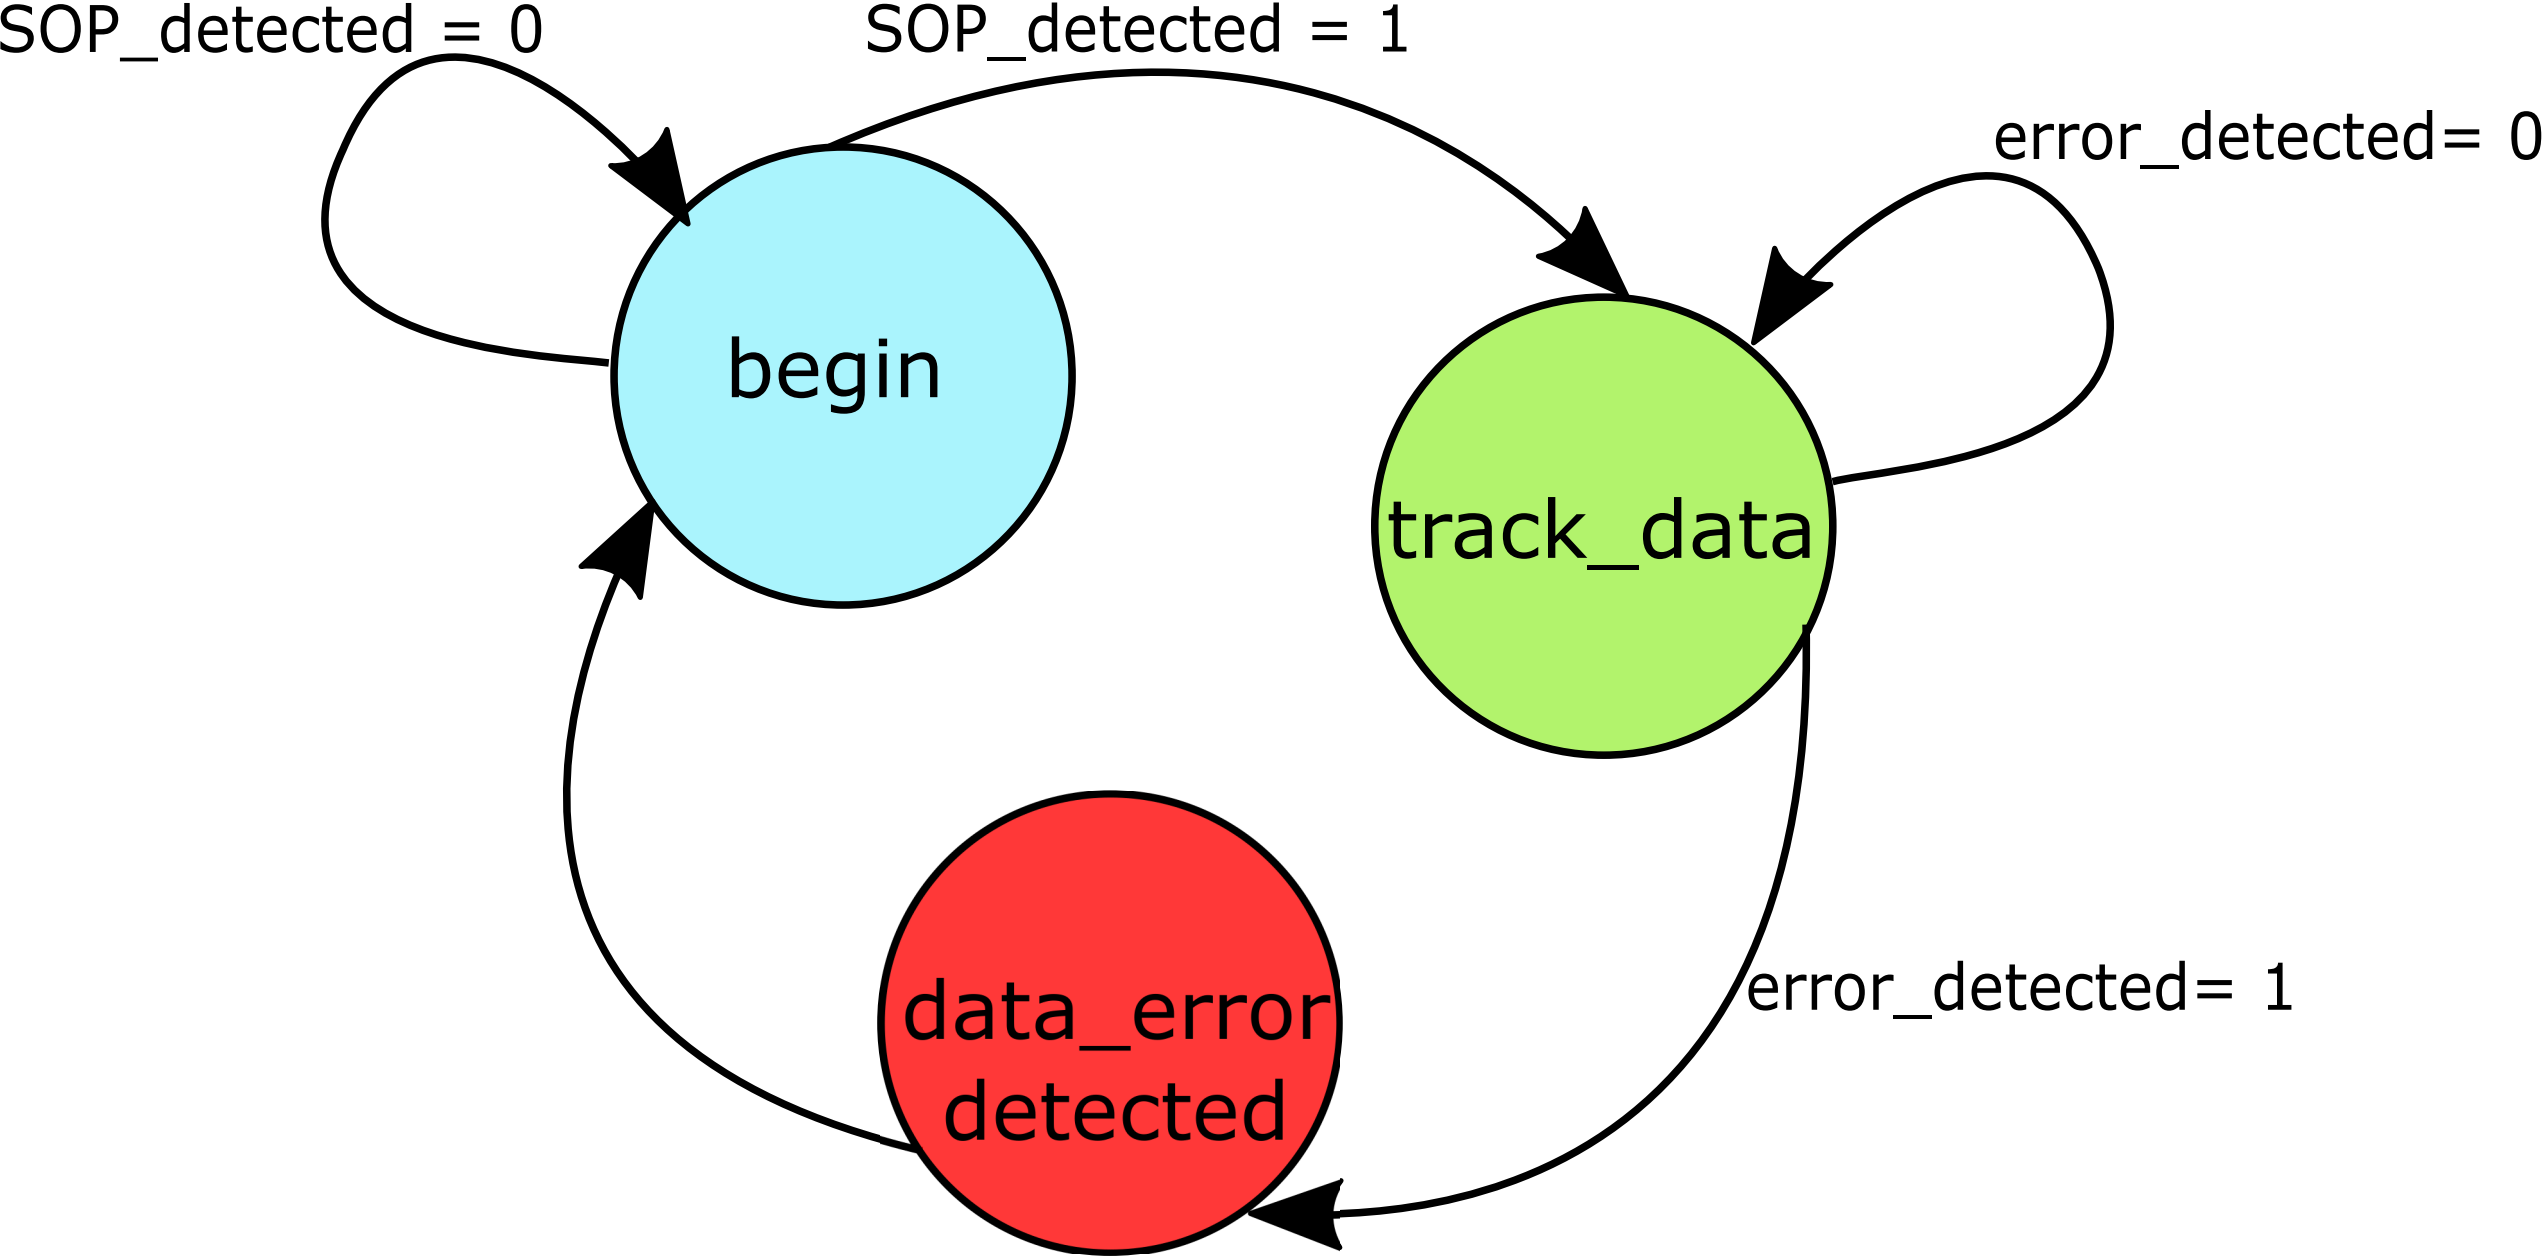 SOP_detected = 0
SOP_detected = 1
error_detected= 0
begin
track_data
error_detected= 1
data_error
detected